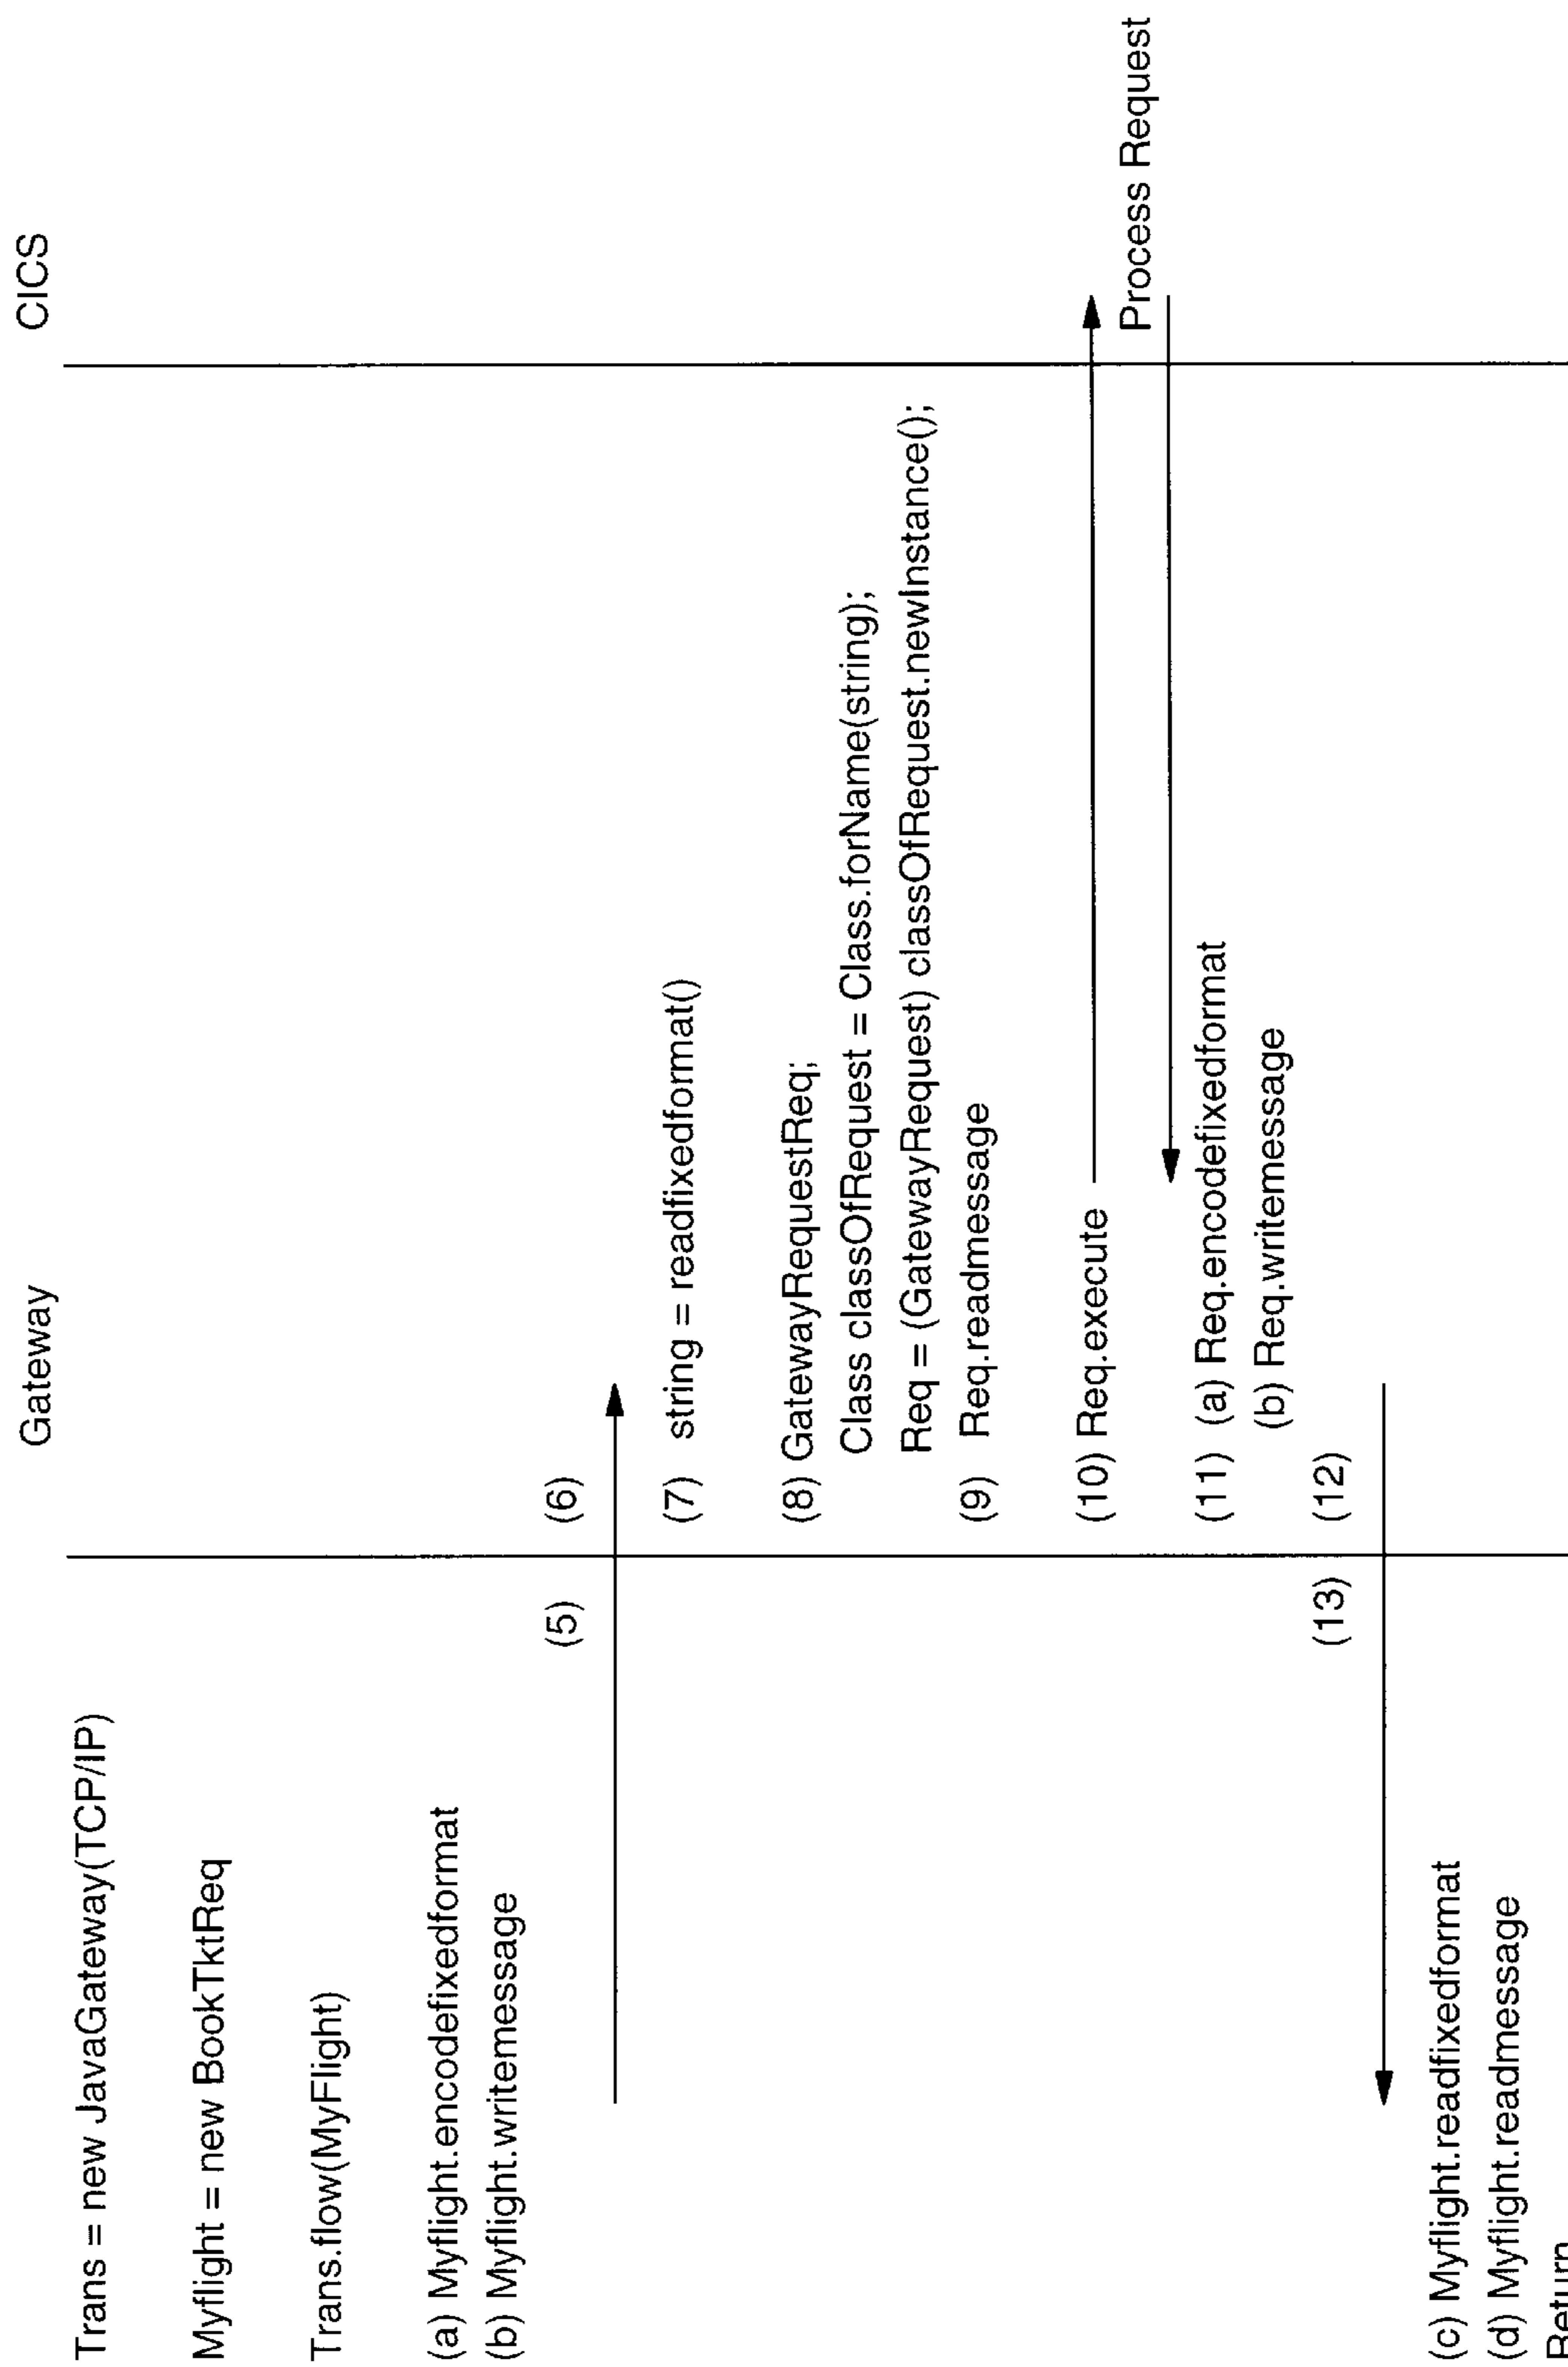 Gateway
CICS
Trans = new JavaGateway(TCP/IP)
Myflight = new BookTktReq
Trans.flow(MyFlight)
(a) Myflight.encodefixedformat
(b) Myflight.writemessage
(5)
(6)
(7) string = readfixedformat()
(8) GatewayRequestReq;
Class classOfRequest = Class.forName(string);
Req = (GatewayRequest) classOfRequest.newInstance();
(9) Req.readmessage
(10) Req.execute
Process Request
(11) (a) Req.encodefixedformat
(b) Req.writemessage
(13)
(12)
(c) Myflight.readfixedformat
(d) Myflight.readmessage
Return